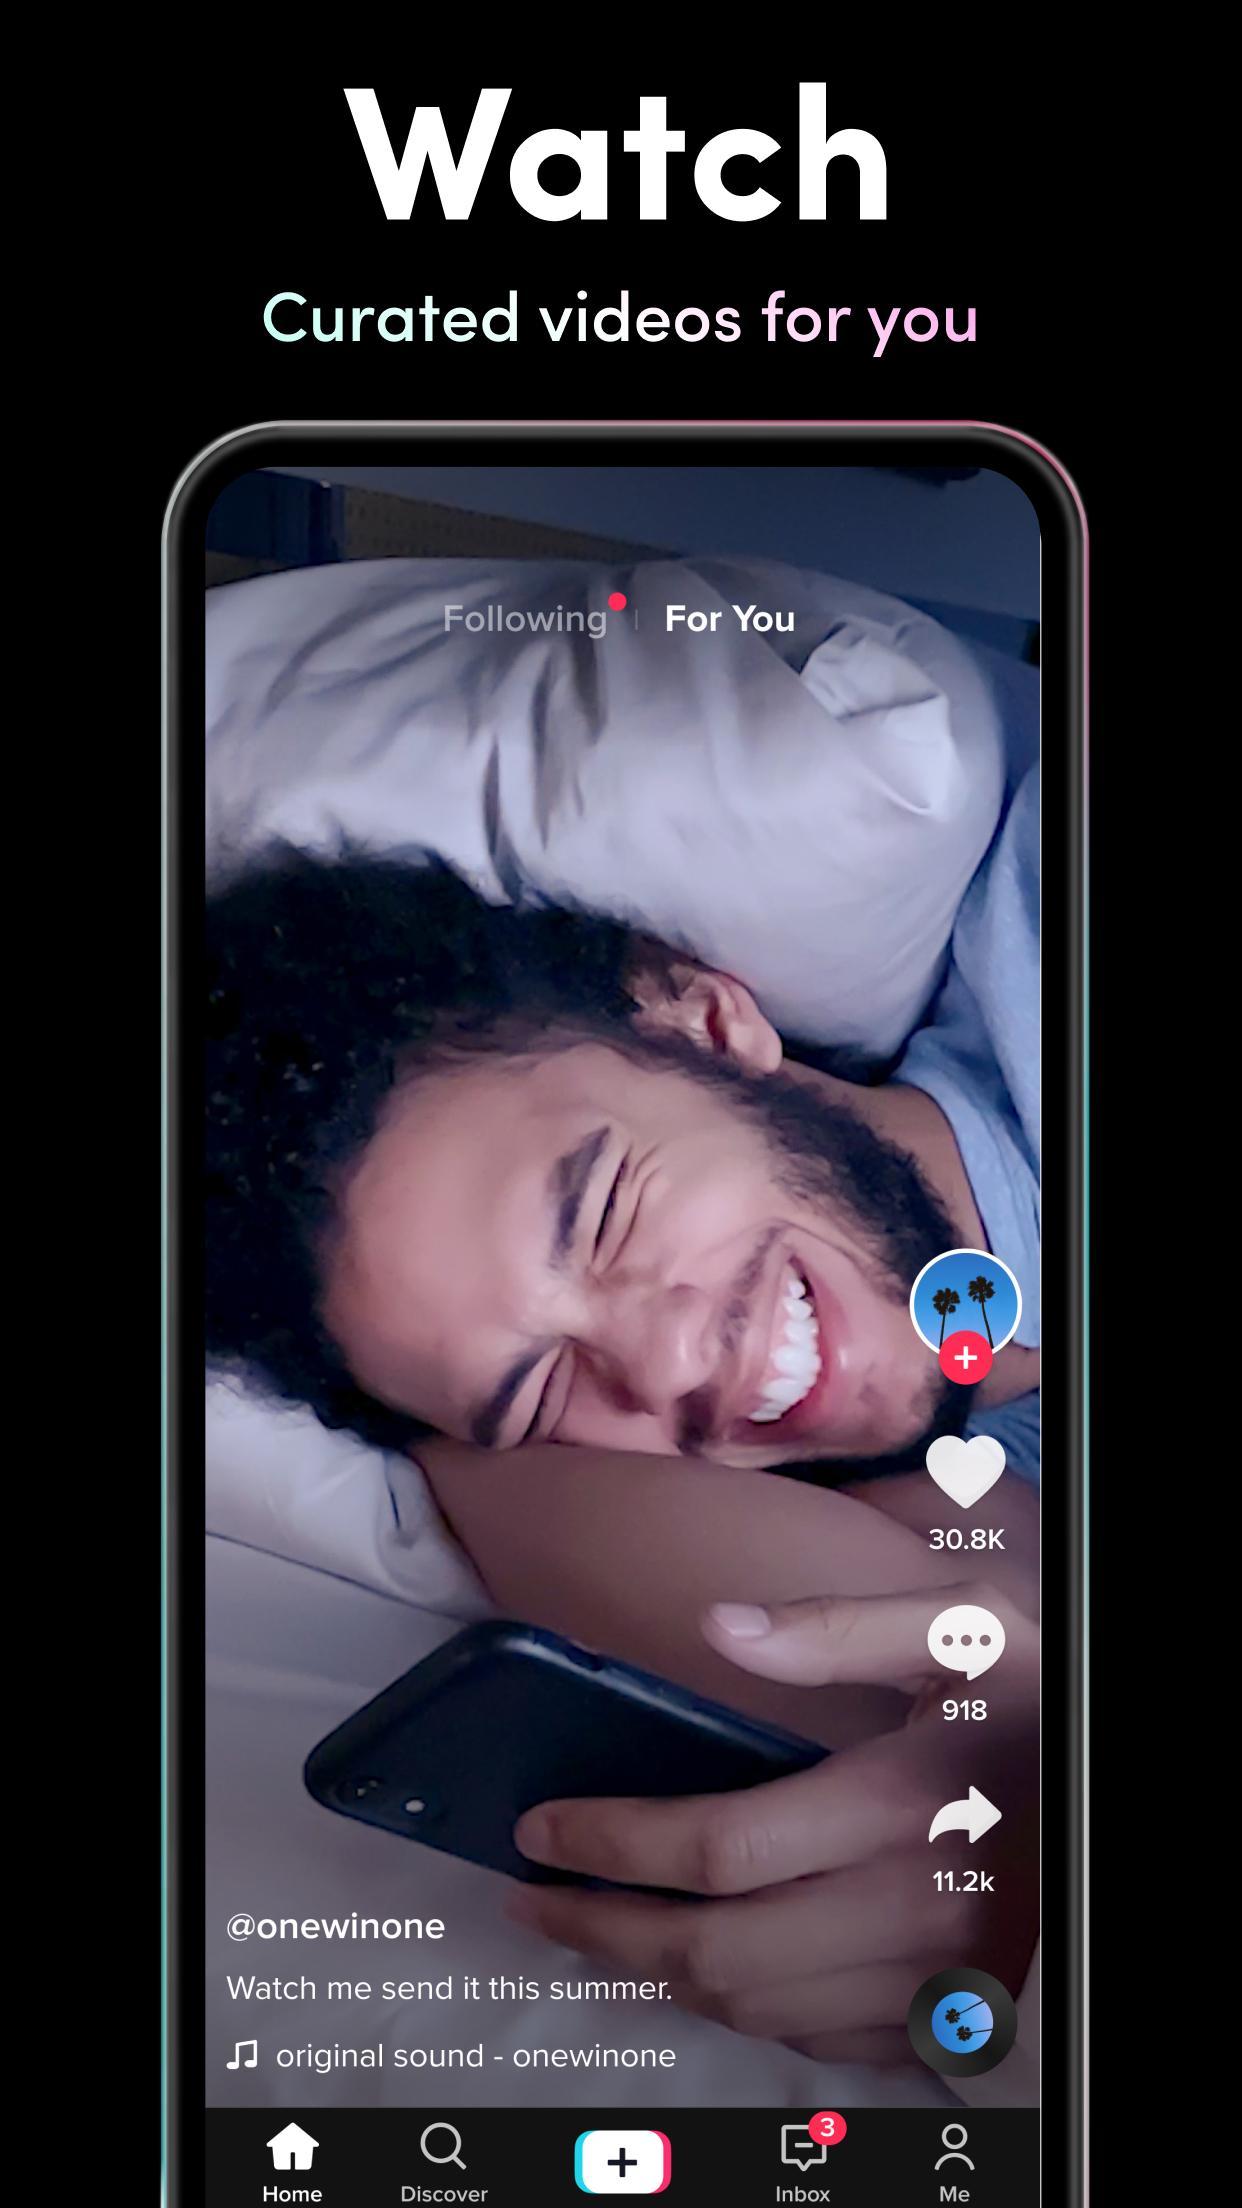 Watch
Curated videos for you
Following | For You
30.8K
918
11.2k
@onewinone
Watch me send it this summer.
original sound - onewinone
3
Home Discover Inbox Me